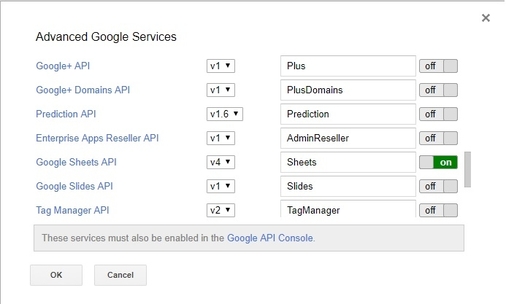 Advanced Google Services
Google+ API v1 Plus off
Google+ Domains API v1 PlusDomains off
Prediction API v1.6 Prediction off
Enterprise Apps Reseller API v1 AdminReseller off
Google Sheets API v4 Sheets on
Google Slides API v1 Slides off
Tag Manager API v2 TagManager off
These services must also be enabled in the Google API Console.
OK Cancel